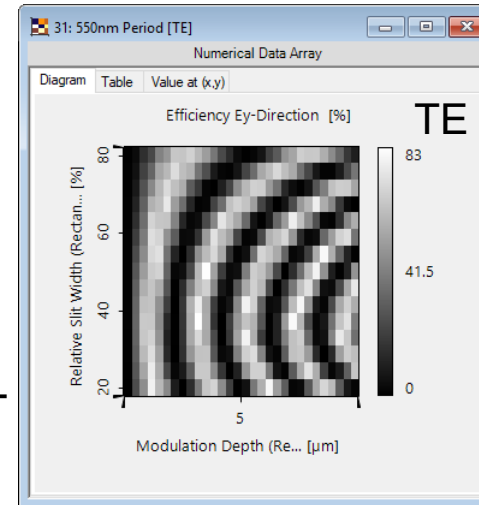 31: 550nm Period [TE]
Numerical Data Array
Diagram Table Value at (x,y)
Efficiency Ey-Direction [%]
TE
83
41.5
0
80
60
40
20
Relative Slit Width (Rectan... [%]
5
Modulation Depth (Re... [µm]